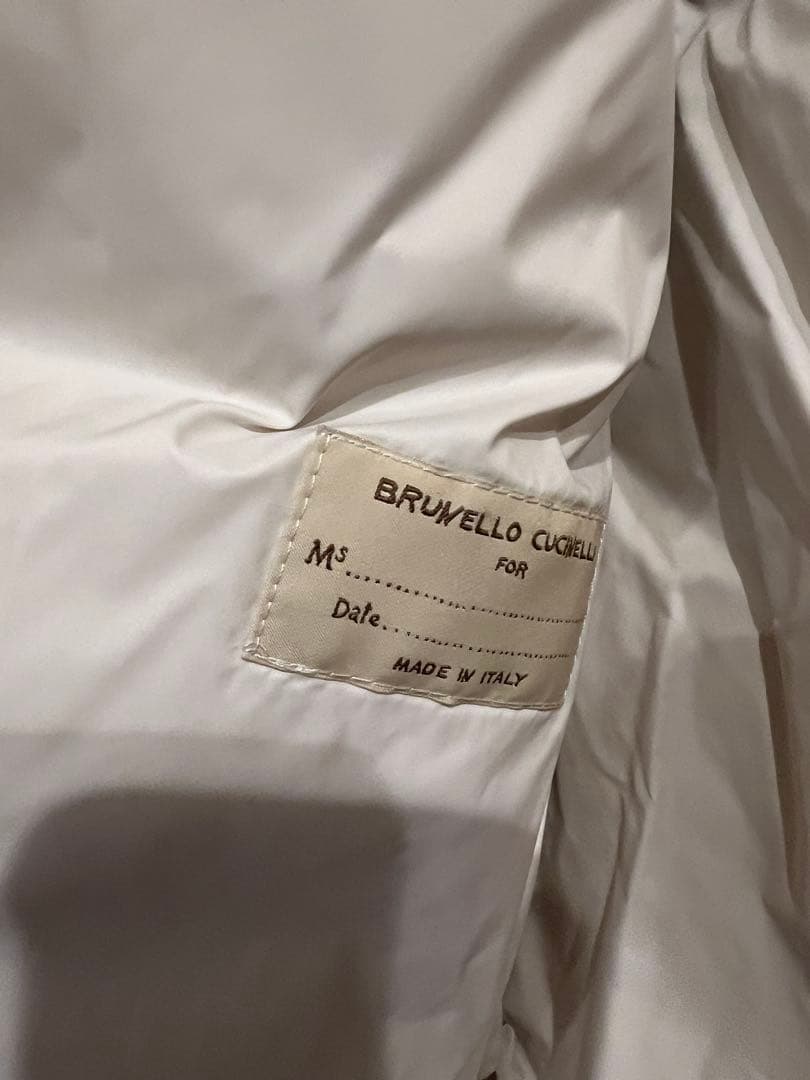 BRUNELLO CUCINELLI
FOR
Ms....................
Date....................
MADE IN ITALY